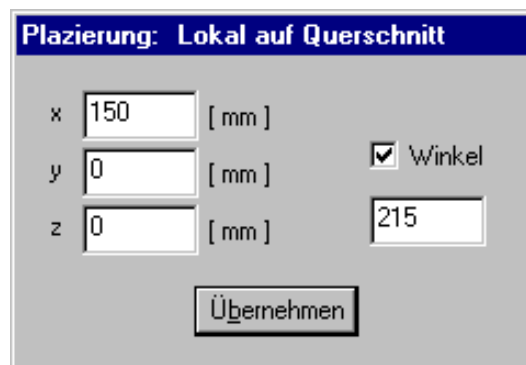 Plazierung: Lokal auf Querschnitt
x 150 [ mm ]
y 0 [ mm ] Winkel
z 0 [ mm ] 215
Übernehmen